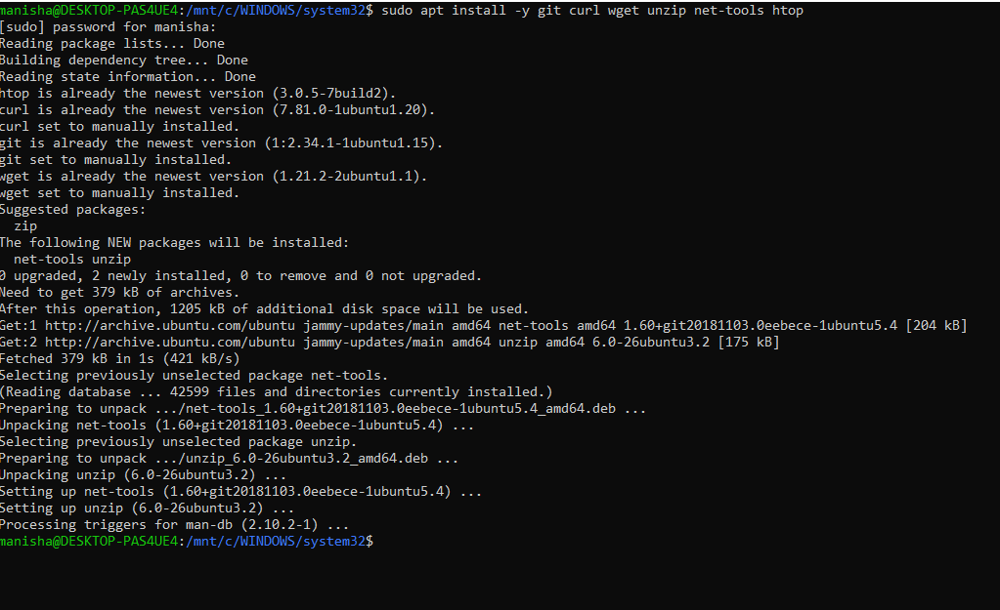 manisha@DESKTOP-PAS4UE4:/mnt/c/WINDOWS/system32$ sudo apt install -y git curl wget unzip net-tools htop
[sudo] password for manisha:
Reading package lists... Done
Building dependency tree... Done
Reading state information... Done
htop is already the newest version (3.0.5-7build2).
curl is already the newest version (7.81.0-1ubuntu1.20).
curl set to manually installed.
git is already the newest version (1:2.34.1-1ubuntu1.15).
git set to manually installed.
wget is already the newest version (1.21.2-2ubuntu1.1).
wget set to manually installed.
Suggested packages:
  zip
The following NEW packages will be installed:
  net-tools unzip
0 upgraded, 2 newly installed, 0 to remove and 0 not upgraded.
Need to get 379 kB of archives.
After this operation, 1205 kB of additional disk space will be used.
Get:1 http://archive.ubuntu.com/ubuntu jammy-updates/main amd64 net-tools amd64 1.60+git20181103.0eebece-1ubuntu5.4 [204 kB]
Get:2 http://archive.ubuntu.com/ubuntu jammy-updates/main amd64 unzip amd64 6.0-26ubuntu3.2 [175 kB]
Fetched 379 kB in 1s (421 kB/s)
Selecting previously unselected package net-tools.
(Reading database ... 42599 files and directories currently installed.)
Preparing to unpack .../net-tools_1.60+git20181103.0eebece-1ubuntu5.4_amd64.deb ...
Unpacking net-tools (1.60+git20181103.0eebece-1ubuntu5.4) ...
Selecting previously unselected package unzip.
Preparing to unpack .../unzip_6.0-26ubuntu3.2_amd64.deb ...
Unpacking unzip (6.0-26ubuntu3.2) ...
Setting up net-tools (1.60+git20181103.0eebece-1ubuntu5.4) ...
Setting up unzip (6.0-26ubuntu3.2) ...
Processing triggers for man-db (2.10.2-1) ...
manisha@DESKTOP-PAS4UE4:/mnt/c/WINDOWS/system32$